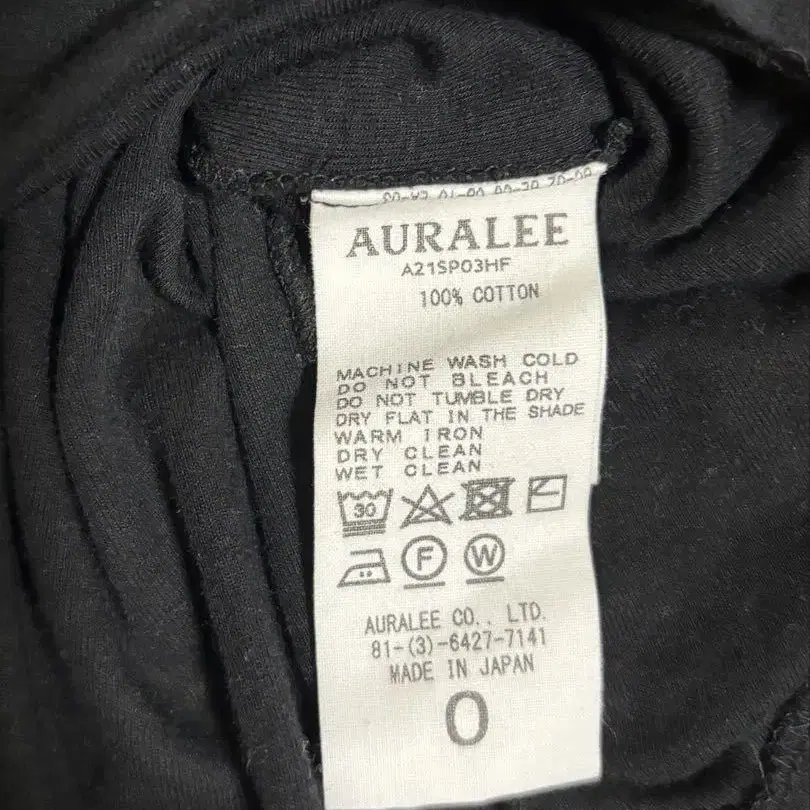 AURALEE
A21SP03HF
100% COTTON
MACHINE WASH COLD
DO NOT BLEACH
DO NOT TUMBLE DRY
DRY FLAT IN THE SHADE
WARM IRON
DRY CLEAN
WET CLEAN
30
F W
AURALEE CO., LTD.
81-(3)-6427-7141
MADE IN JAPAN
0